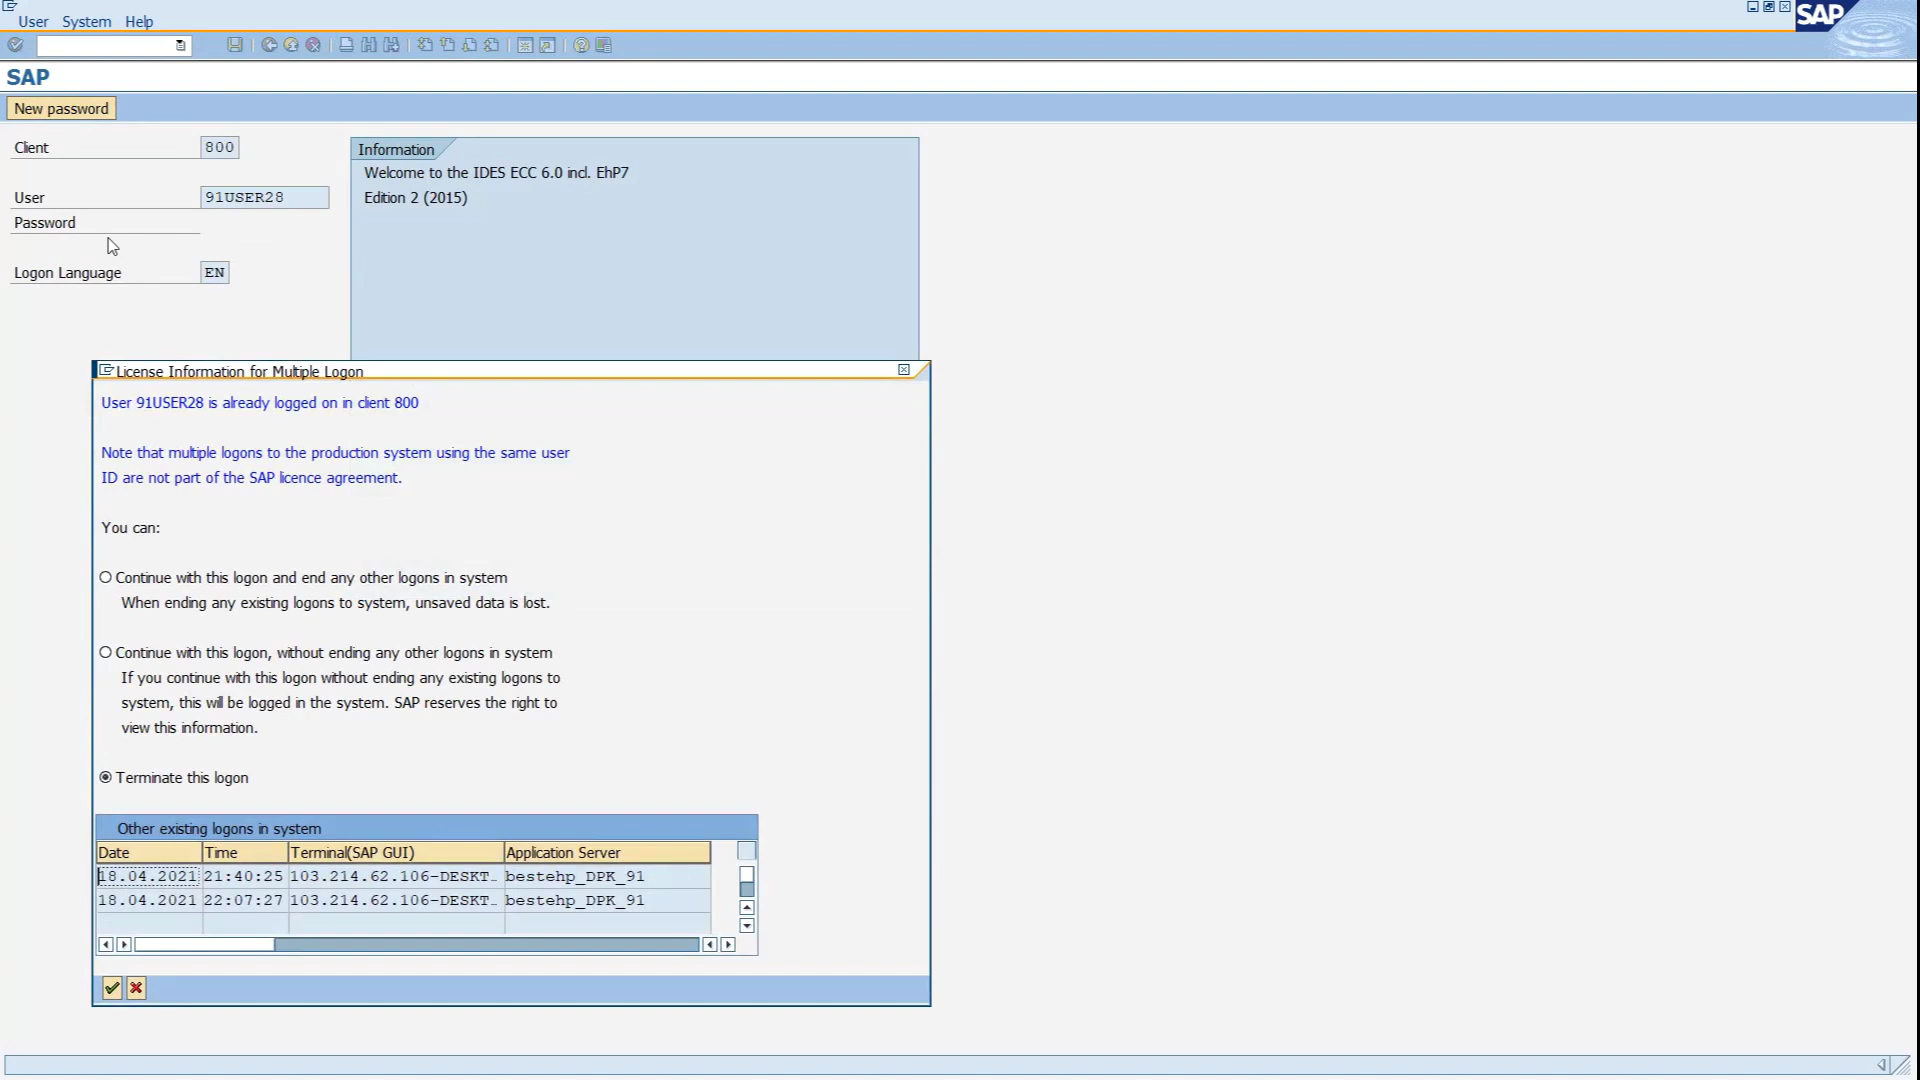 User System Help
SAP
SAP
New password
Client 800
Information
Welcome to the IDES ECC 6.0 incl. EhP7
User 91USER28
Edition 2 (2015)
Password
Logon Language EN
License Information for Multiple Logon
User 91USER28 is already logged on in client 800
Note that multiple logons to the production system using the same user
ID are not part of the SAP licence agreement.
You can:
Continue with this logon and end any other logons in system
When ending any existing logons to system, unsaved data is lost.
Continue with this logon, without ending any other logons in system
If you continue with this logon without ending any existing logons to
system, this will be logged in the system. SAP reserves the right to
view this information.
Terminate this logon
Other existing logons in system
Date Time Terminal(SAP GUI) Application Server
18.04.2021 21:40:25 103.214.62.106-DESKT… bestehp_DPK_91
18.04.2021 22:07:27 103.214.62.106-DESKT… bestehp_DPK_91